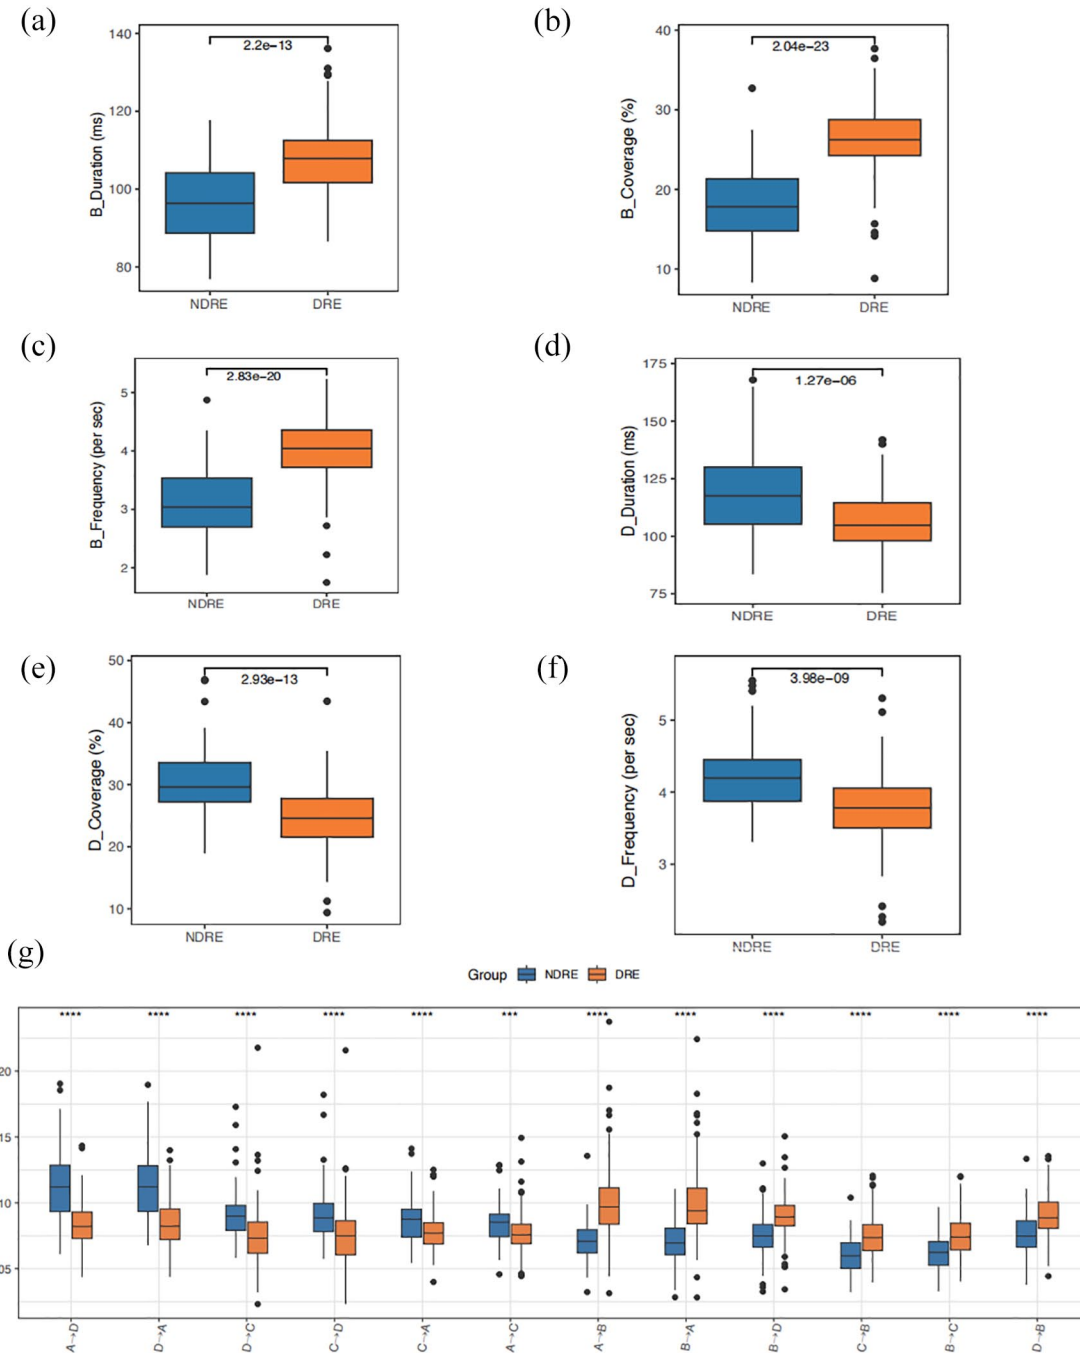 (a)
140
120
100
80
B_Duration (ms)
2.2e−13
NDRE DRE
(b)
40
30
20
10
B_Coverage (%)
2.04e−23
NDRE DRE
(c)
5
4
3
2
B_Frequency (per sec)
2.83e−20
NDRE DRE
(d)
175
150
125
100
75
D_Duration (ms)
1.27e−06
NDRE DRE
(e)
50
40
30
20
10
D_Coverage (%)
2.93e−13
NDRE DRE
(f)
5
4
3
D_Frequency (per sec)
3.98e−09
NDRE DRE
(g)
Group NDRE DRE
**** **** **** **** **** *** **** **** **** **** **** ****
20
15
10
05
A→D D→A D→C C→D C→A A→C A→B B→A B→D C→B B→C D→B